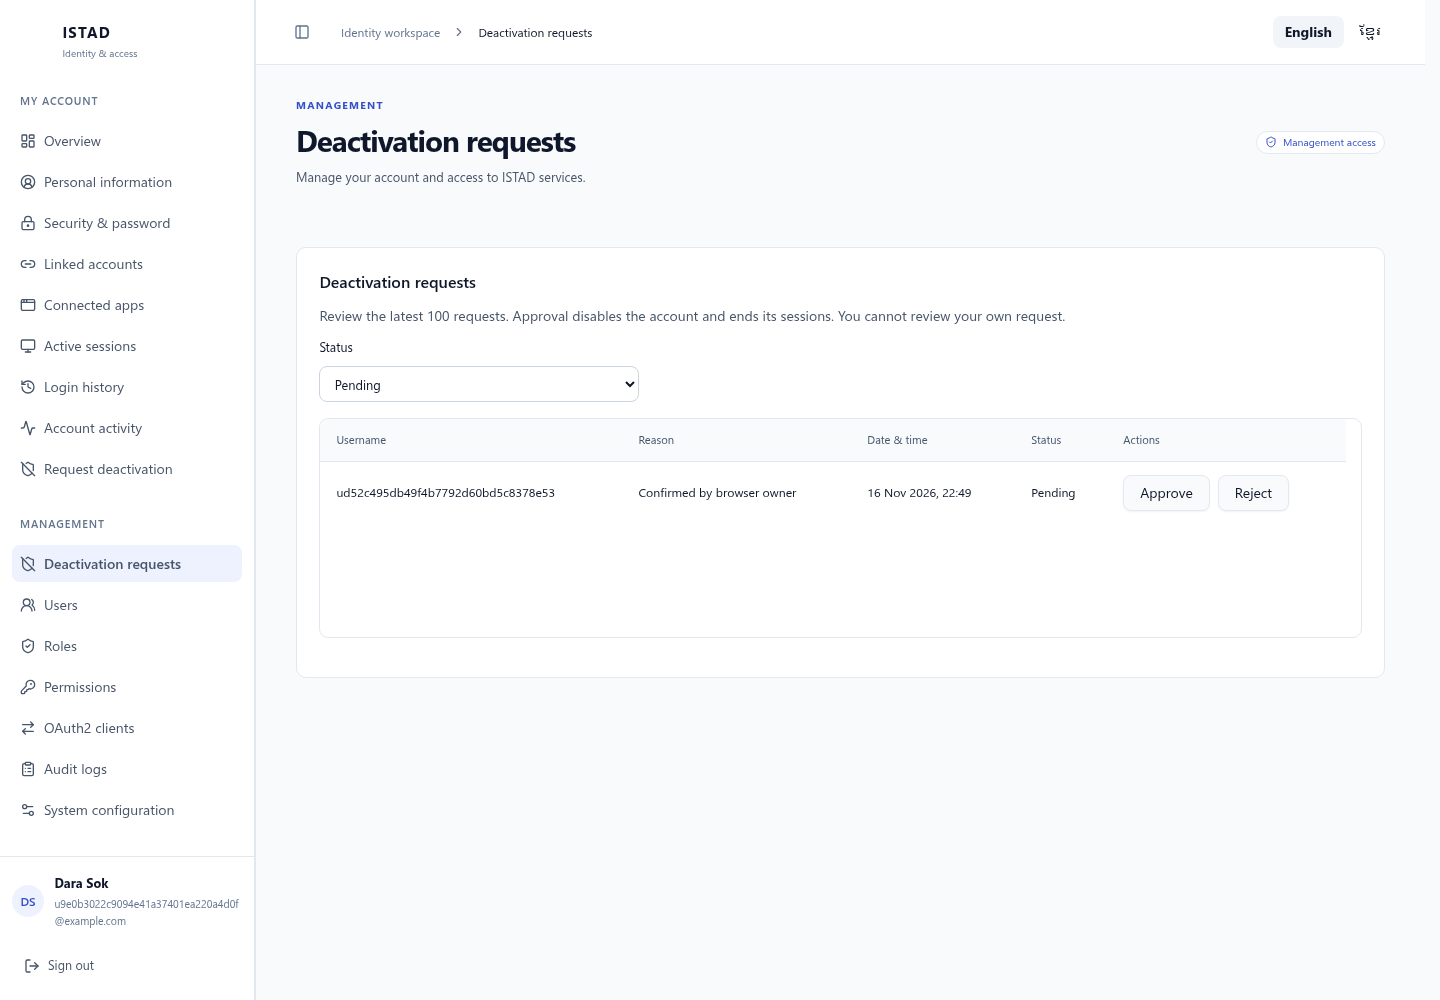 ISTAD
Identity & access
MY ACCOUNT
Overview
Personal information
Security & password
Linked accounts
Connected apps
Active sessions
Login history
Account activity
Request deactivation
MANAGEMENT
Deactivation requests
Users
Roles
Permissions
OAuth2 clients
Audit logs
System configuration
DS
Dara Sok
u9e0b3022c9094e41a37401ea220a4d0f
@example.com
Sign out
Identity workspace > Deactivation requests
English ខ្មែរ
MANAGEMENT
Deactivation requests
Management access
Manage your account and access to ISTAD services.
Deactivation requests
Review the latest 100 requests. Approval disables the account and ends its sessions. You cannot review your own request.
Status
Pending
Username Reason Date & time Status Actions
ud52c495db49f4b7792d60bd5c8378e53 Confirmed by browser owner 16 Nov 2026, 22:49 Pending Approve Reject